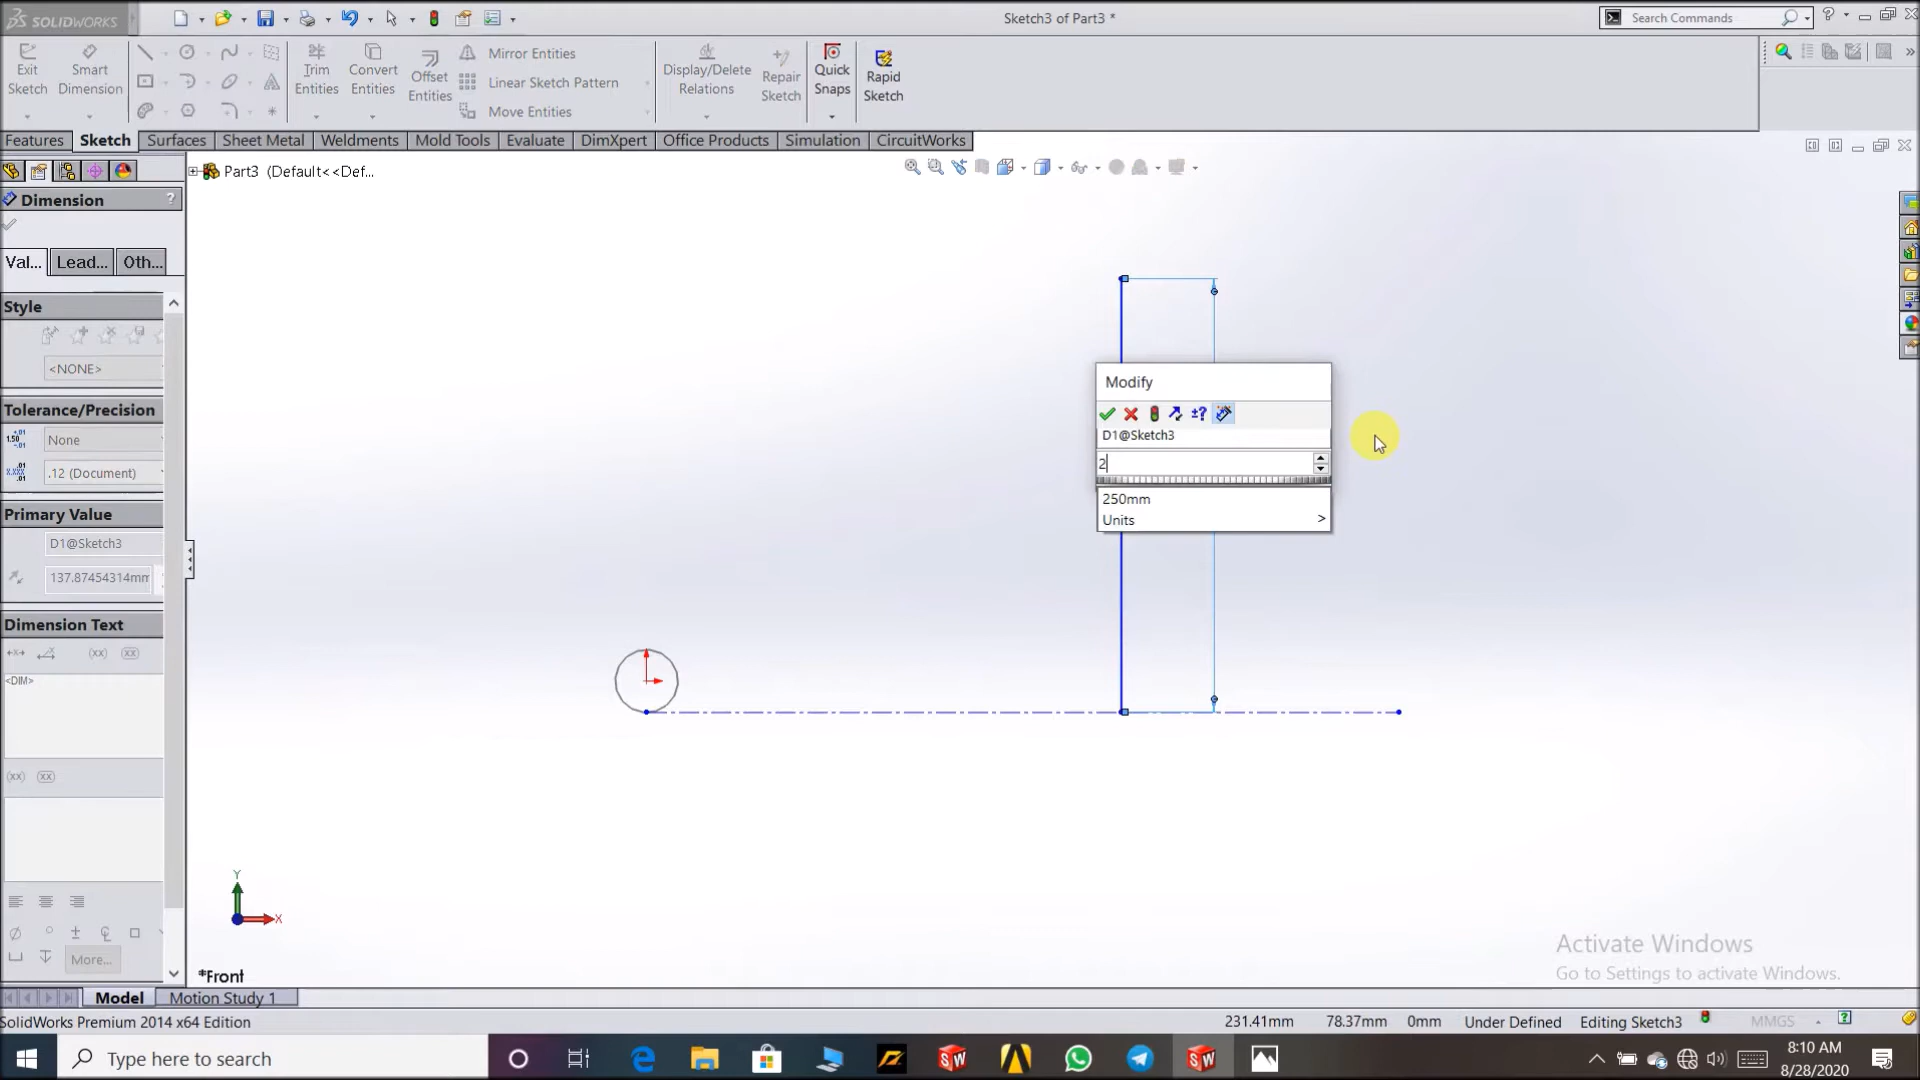 SOLIDWORKS
Sketch3 of Part3 *
Search Commands
Exit Sketch
Smart Dimension
Trim Entities
Convert Entities
Offset Entities
Mirror Entities
Linear Sketch Pattern
Move Entities
Display/Delete Relations
Repair Sketch
Quick Snaps
Rapid Sketch
Features Sketch Surfaces Sheet Metal Weldments Mold Tools Evaluate DimXpert Office Products Simulation CircuitWorks
Part3 (Default<<Def...
Dimension
Val... Lead... Oth...
Style
<NONE>
Tolerance/Precision
None
.12 (Document)
Primary Value
D1@Sketch3
137.87454314mm
Dimension Text
<DIM>
More...
Modify
D1@Sketch3
2
250mm
Units >
Y
X
*Front
Activate Windows
Go to Settings to activate Windows.
Model Motion Study 1
SolidWorks Premium 2014 x64 Edition
231.41mm 78.37mm 0mm Under Defined Editing Sketch3 MMGS
Type here to search
8:10 AM
8/28/2020